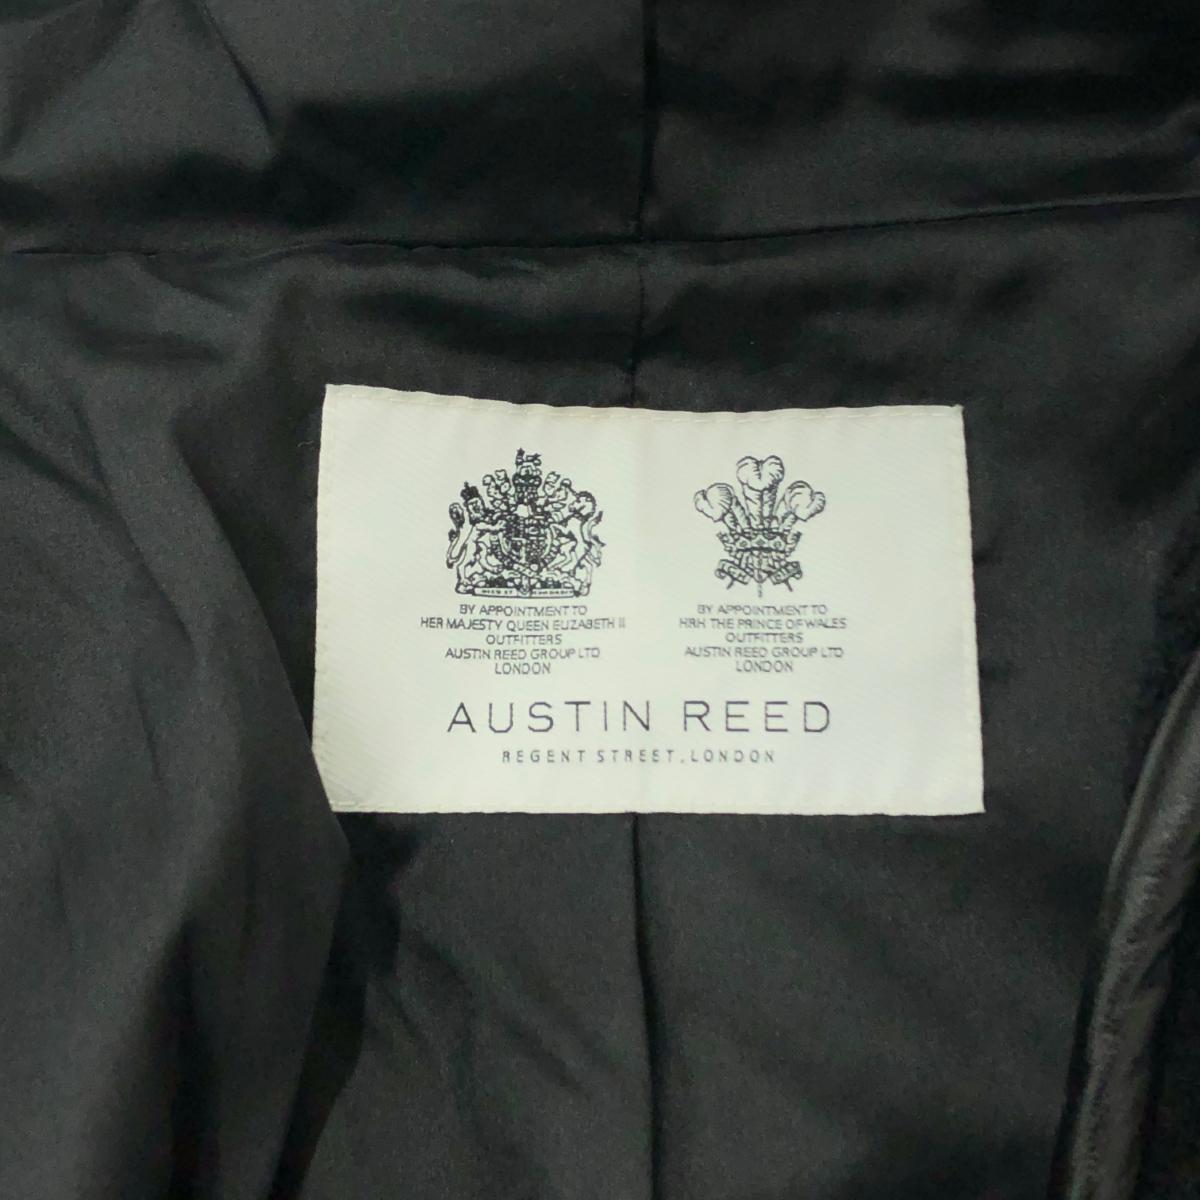 BY APPOINTMENT TO
HER MAJESTY QUEEN ELIZABETH II
OUTFITTERS
AUSTIN REED GROUP LTD
LONDON
BY APPOINTMENT TO
HRH THE PRINCE OF WALES
OUTFITTERS
AUSTIN REED GROUP LTD
LONDON
AUSTIN REED
REGENT STREET, LONDON